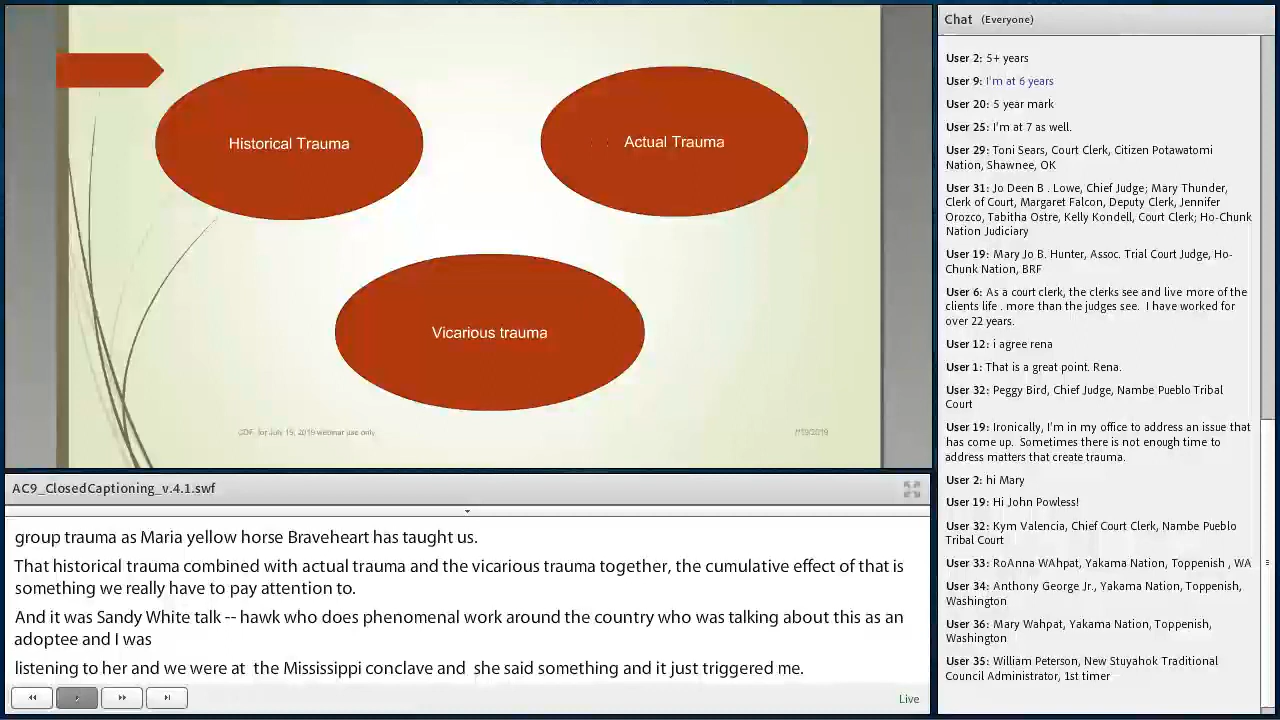 Historical Trauma
Actual Trauma
Vicarious trauma
7/19/2019
AC9_ClosedCaptioning_v.4.1.swf
group trauma as Maria yellow horse Braveheart has taught us.
That historical trauma combined with actual trauma and the vicarious trauma together, the cumulative effect of that is
something we really have to pay attention to.
And it was Sandy White talk -- hawk who does phenomenal work around the country who was talking about this as an
adoptee and I was
listening to her and we were at the Mississippi conclave and she said something and it just triggered me.
Live
Chat (Everyone)
User 2: 5+ years
User 9: I'm at 6 years
User 20: 5 year mark
User 25: I'm at 7 as well.
User 29: Toni Sears, Court Clerk, Citizen Potawatomi
Nation, Shawnee, OK
User 31: Jo Deen B . Lowe, Chief Judge; Mary Thunder,
Clerk of Court, Margaret Falcon, Deputy Clerk, Jennifer
Orozco, Tabitha Ostre, Kelly Kondell, Court Clerk; Ho-Chunk
Nation Judiciary
User 19: Mary Jo B. Hunter, Assoc. Trial Court Judge, Ho-
Chunk Nation, BRF
User 6: As a court clerk, the clerks see and live more of the
clients life . more than the judges see. I have worked for
over 22 years.
User 12: i agree rena
User 1: That is a great point. Rena.
User 32: Peggy Bird, Chief Judge, Nambe Pueblo Tribal
Court
User 19: Ironically, I'm in my office to address an issue that
has come up. Sometimes there is not enough time to
address matters that create trauma.
User 2: hi Mary
User 19: Hi John Powless!
User 32: Kym Valencia, Chief Court Clerk, Nambe Pueblo
Tribal Court
User 33: RoAnna WAhpat, Yakama Nation, Toppenish , WA
User 34: Anthony George Jr., Yakama Nation, Toppenish,
Washington
User 36: Mary Wahpat, Yakama Nation, Toppenish,
Washington
User 35: William Peterson, New Stuyahok Traditional
Council Administrator, 1st timer